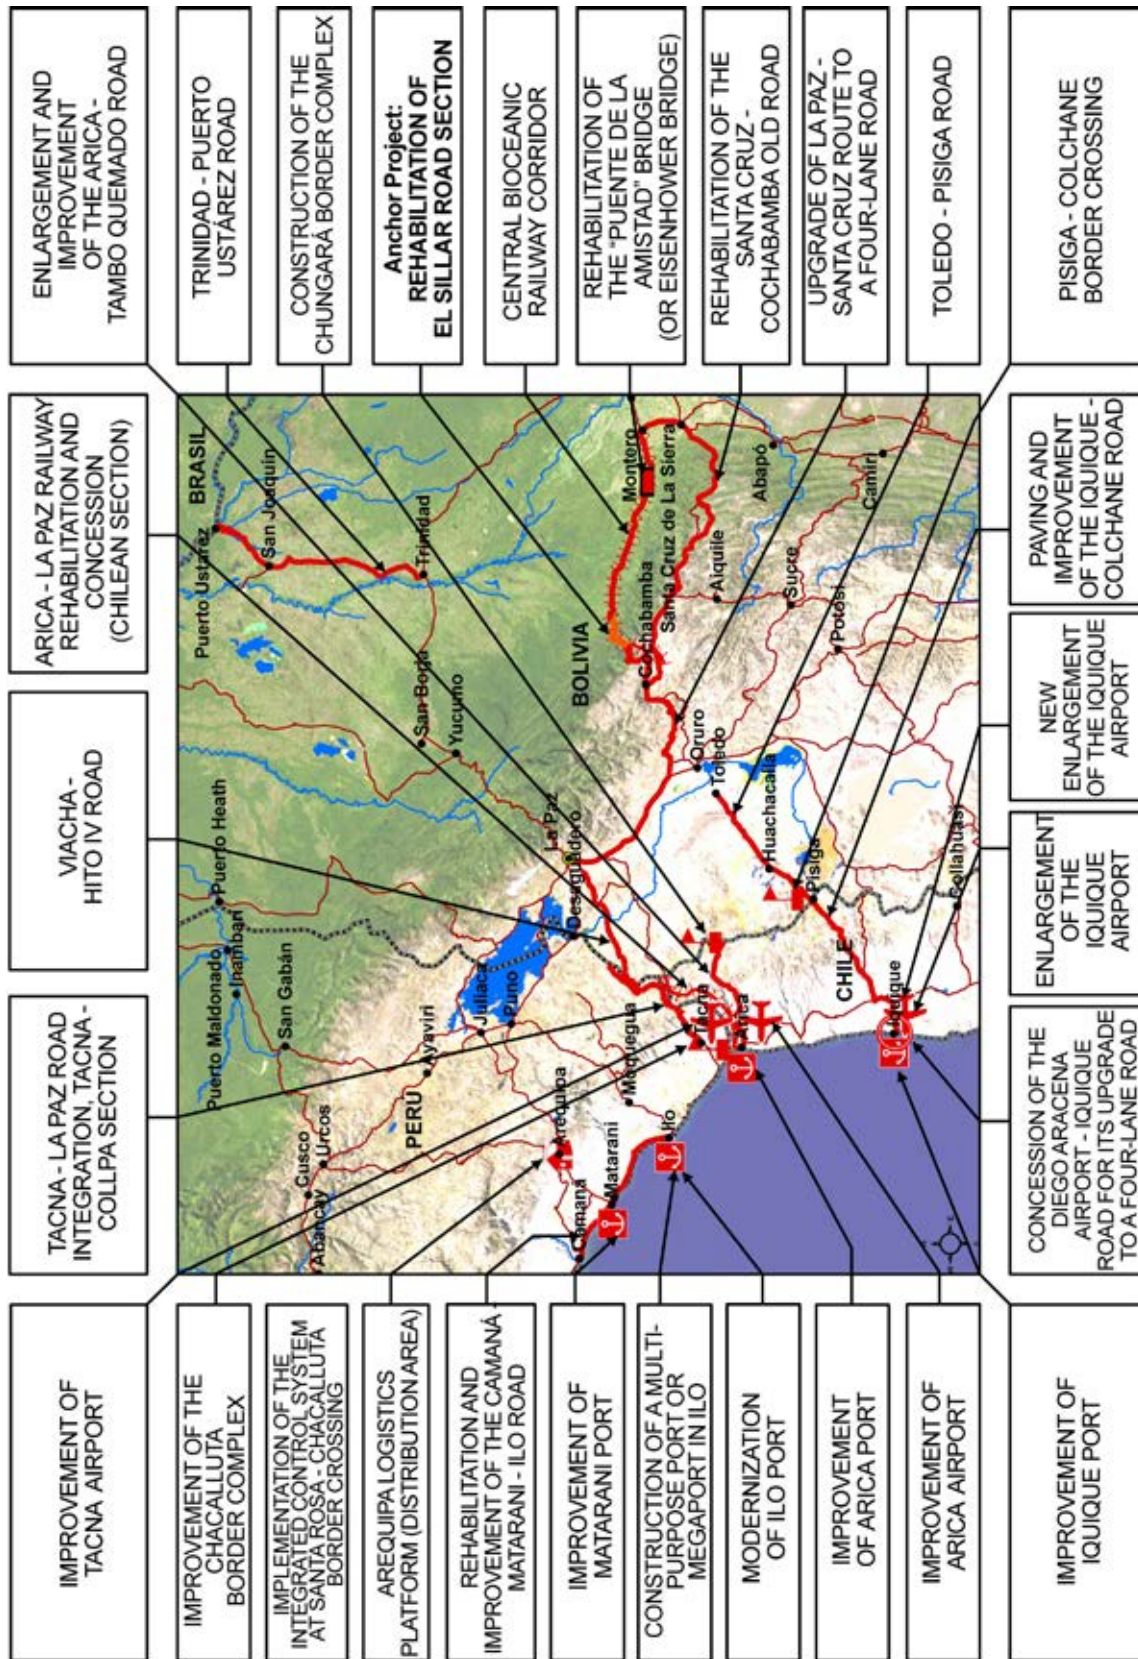 IMPROVEMENT OF
TACNA AIRPORT
TACNA - LA PAZ ROAD
INTEGRATION, TACNA -
COLLPA SECTION
VIACHA -
HITO IV ROAD
ARICA - LA PAZ RAILWAY
REHABILITATION AND
CONCESSION
(CHILEAN SECTION)
ENLARGEMENT AND
IMPROVEMENT
OF THE ARICA -
TAMBO QUEMADO ROAD
IMPROVEMENT OF THE
CHACALLUTA
BORDER COMPLEX
IMPLEMENTATION OF THE
INTEGRATED CONTROL SYSTEM
AT SANTA ROSA - CHACALLUTA
BORDER CROSSING
AREQUIPA LOGISTICS
PLATFORM (DISTRIBUTION AREA)
REHABILITATION AND
IMPROVEMENT OF THE CAMANÁ -
MATARANI - ILO ROAD
IMPROVEMENT OF
MATARANI PORT
CONSTRUCTION OF A MULTI-
PURPOSE PORT OR
MEGAPORT IN ILO
MODERNIZATION
OF ILO PORT
IMPROVEMENT
OF ARICA PORT
IMPROVEMENT OF
ARICA AIRPORT
Puerto Ustárez
BRASIL
Puerto Maldonado
Puerto Heath
Inambari
San Joaquín
San Gabán
Cusco
Urcos
Abancay
Ayaviri
PERÚ
San Borja
Trinidad
Yucumo
Juliaca
Puno
Arequipa
La Paz
Desaguadero
BOLIVIA
Camaná
Matarani
Moquegua
Montero
Cochabamba
Santa Cruz de La Sierra
Ilo
Tacna
Oruro
Toledo
Aiquile
Arica
Abapó
Huachacalla
Sucre
Pisiga
Potosí
CHILE
Camiri
Iquique
Collahuasi
TRINIDAD - PUERTO
USTÁREZ ROAD
CONSTRUCTION OF THE
CHUNGARÁ BORDER COMPLEX
Anchor Project:
REHABILITATION OF
EL SILLAR ROAD SECTION
CENTRAL BIOCEANIC
RAILWAY CORRIDOR
REHABILITATION OF
THE "PUENTE DE LA
AMISTAD" BRIDGE
(OR EISENHOWER BRIDGE)
REHABILITATION OF THE
SANTA CRUZ -
COCHABAMBA OLD ROAD
UPGRADE OF LA PAZ -
SANTA CRUZ ROUTE TO
A FOUR-LANE ROAD
TOLEDO - PISIGA ROAD
IMPROVEMENT OF
IQUIQUE PORT
CONCESSION OF THE
DIEGO ARACENA
AIRPORT - IQUIQUE
ROAD FOR ITS UPGRADE
TO A FOUR-LANE ROAD
ENLARGEMENT
OF THE
IQUIQUE
AIRPORT
NEW
ENLARGEMENT
OF THE IQUIQUE
AIRPORT
PAVING AND
IMPROVEMENT
OF THE IQUIQUE -
COLCHANE ROAD
PISIGA - COLCHANE
BORDER CROSSING